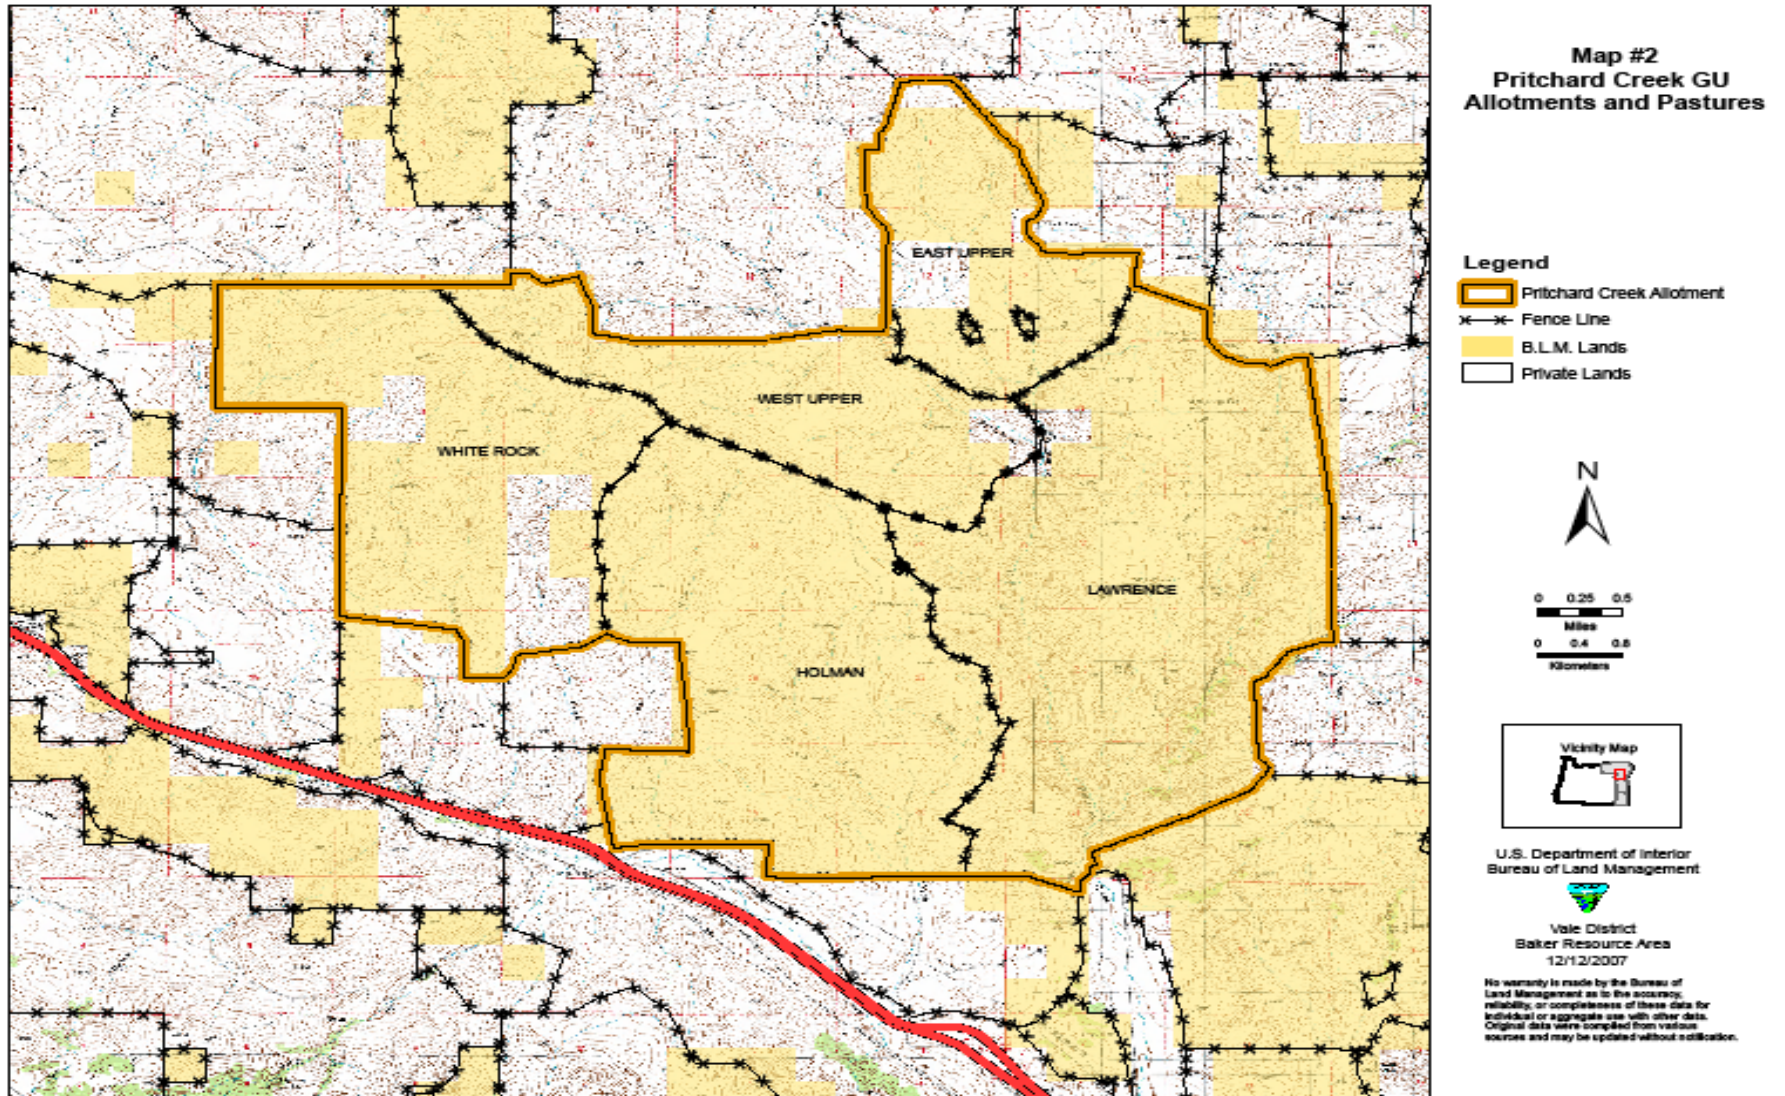 Map #2
Pritchard Creek GU
Allotments and Pastures
EAST UPPER
WEST UPPER
WHITE ROCK
LAWRENCE
HOLMAN
Legend
Pritchard Creek Allotment
Fence Line
B.L.M. Lands
Private Lands
N
0 0.25 0.5
Miles
0 0.4 0.8
Kilometers
Vicinity Map
U.S. Department of Interior
Bureau of Land Management
Vale District
Baker Resource Area
12/12/2007
No warranty is made by the Bureau of
Land Management as to the accuracy,
reliability, or completeness of these data for
individual or aggregate use with other data.
Original data were compiled from various
sources and may be updated without notification.